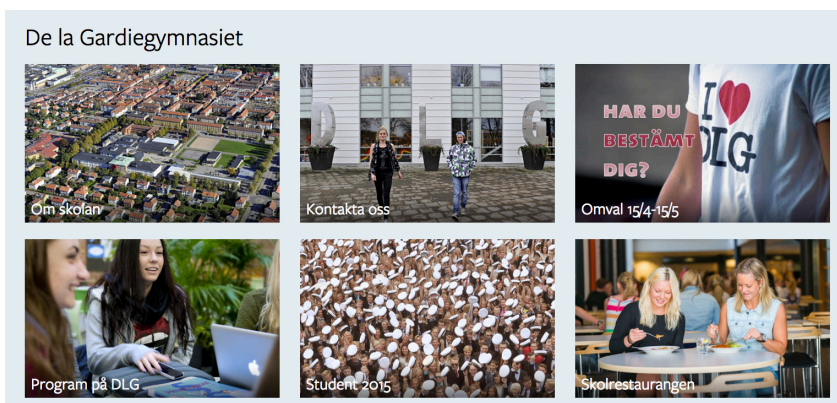 De la Gardiegymnasiet
Om skolan
D L G
Kontakta oss
HAR DU
BESTÄMT
DIG?
I
DLG
Omval 15/4-15/5
Program på DLG
Student 2015
Skolrestaurangen